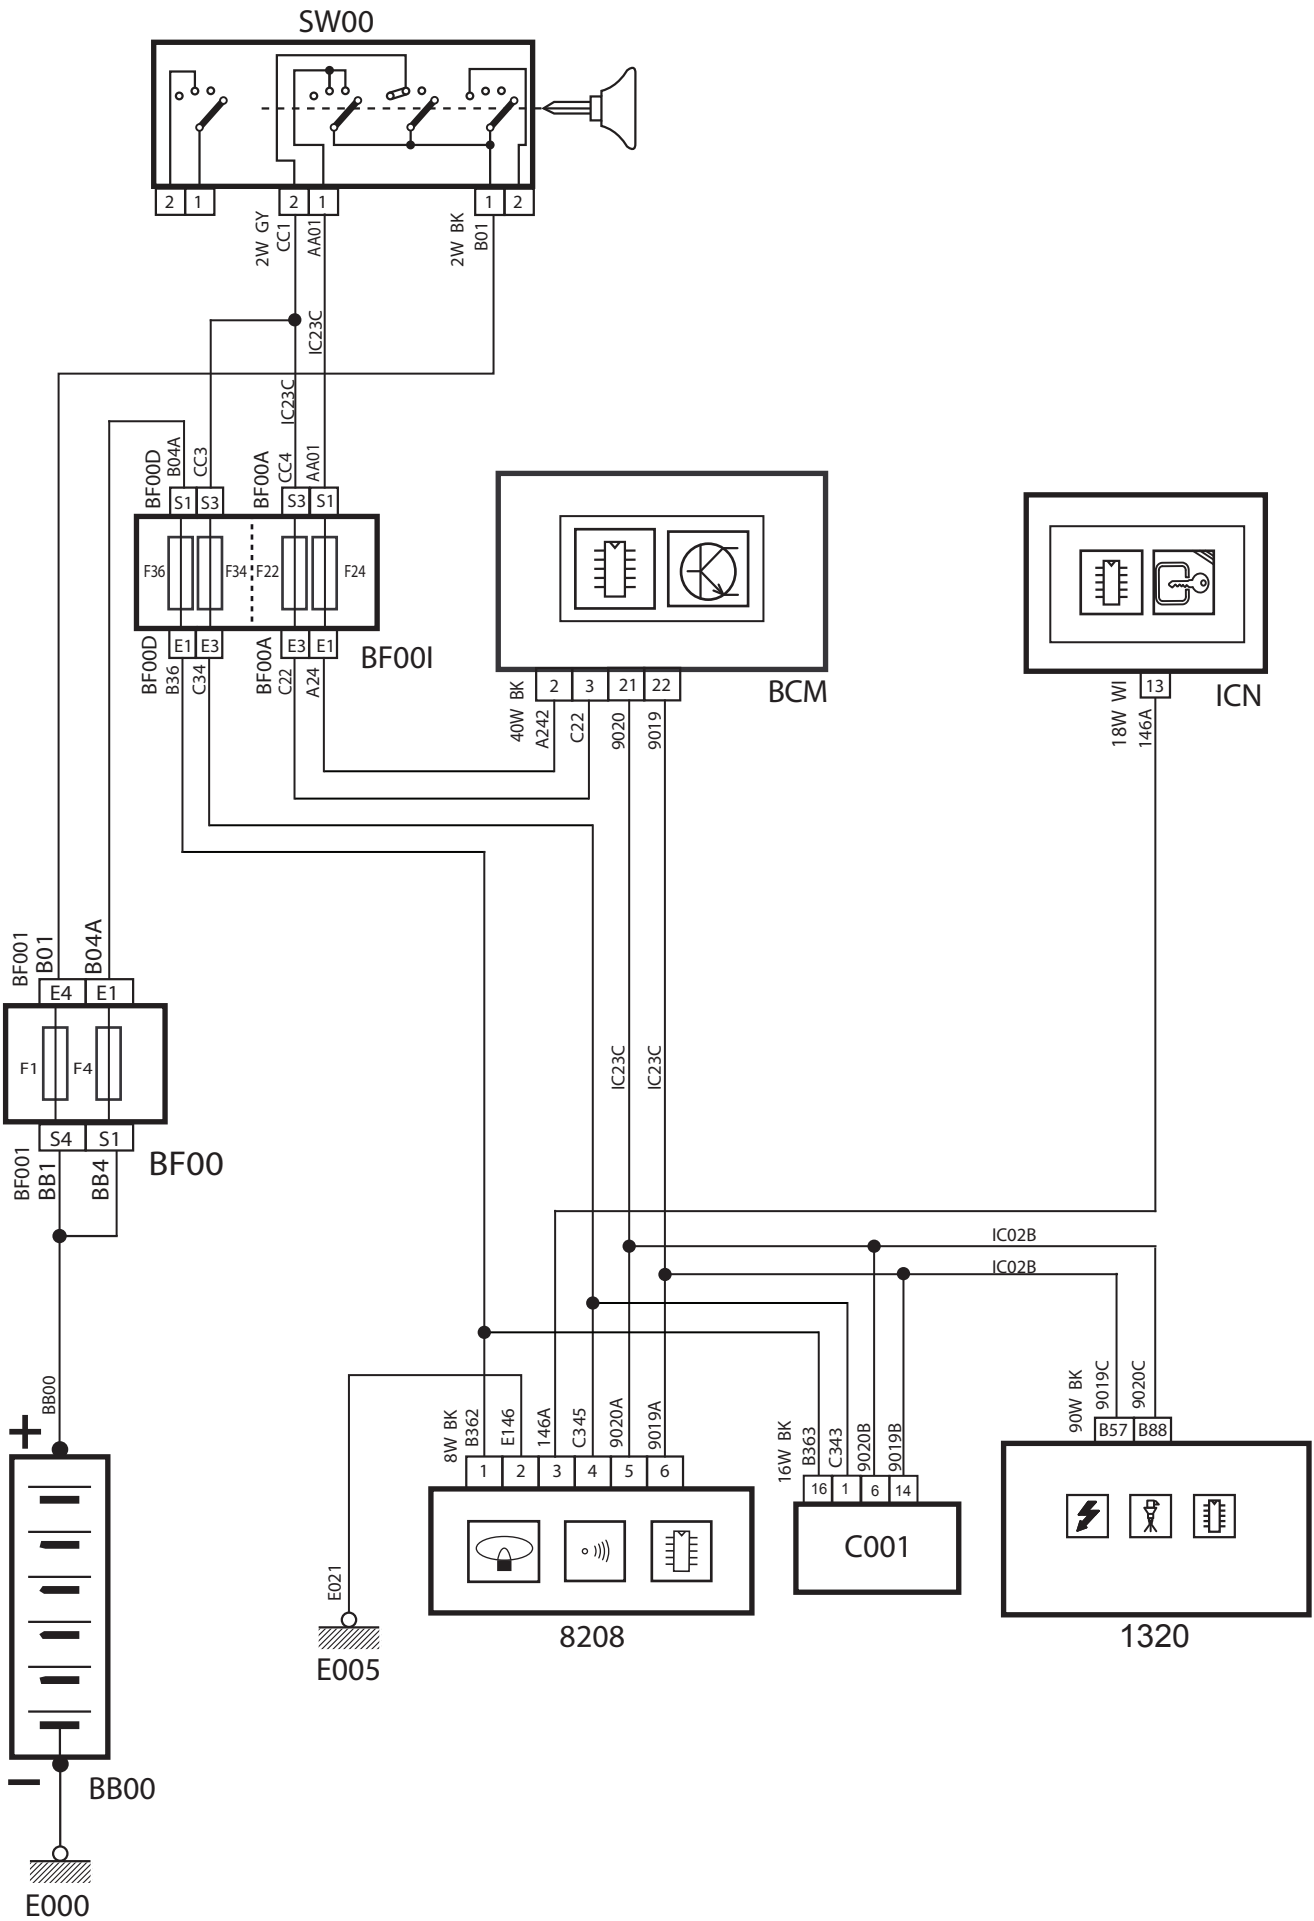 SW00
2
1
2
1
1
2
2W GY
CC1
AA01
2W BK
B01
IC23C
IC23C
BF00D
B04A
CC3
BF00A
CC4
AA01
S1
S3
S3
S1
F36
F34
F22
F24
E1
E3
E3
E1
BF00I
BF00D
B36
C34
BF00A
C22
A24
2
3
21
22
BCM
40W BK
A242
C22
9020
9019
13
ICN
18W WI
146A
BF001
B01
B04A
E4
E1
F1
F4
S4
S1
BF00
BF001
BB1
BB4
IC23C
IC23C
IC02B
IC02B
BB00
+
8W BK
B362
E146
146A
C345
9020A
9019A
1
2
3
4
5
6
16W BK
B363
C343
9020B
9019B
16
1
6
14
C001
90W BK
9019C
9020C
B57
B88
E021
E005
8208
1320
−
BB00
E000